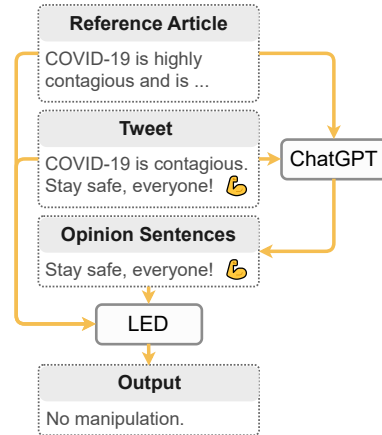 Reference Article
COVID-19 is highly
contagious and is ...
Tweet
COVID-19 is contagious.
Stay safe, everyone! 💪
ChatGPT
Opinion Sentences
Stay safe, everyone! 💪
LED
Output
No manipulation.